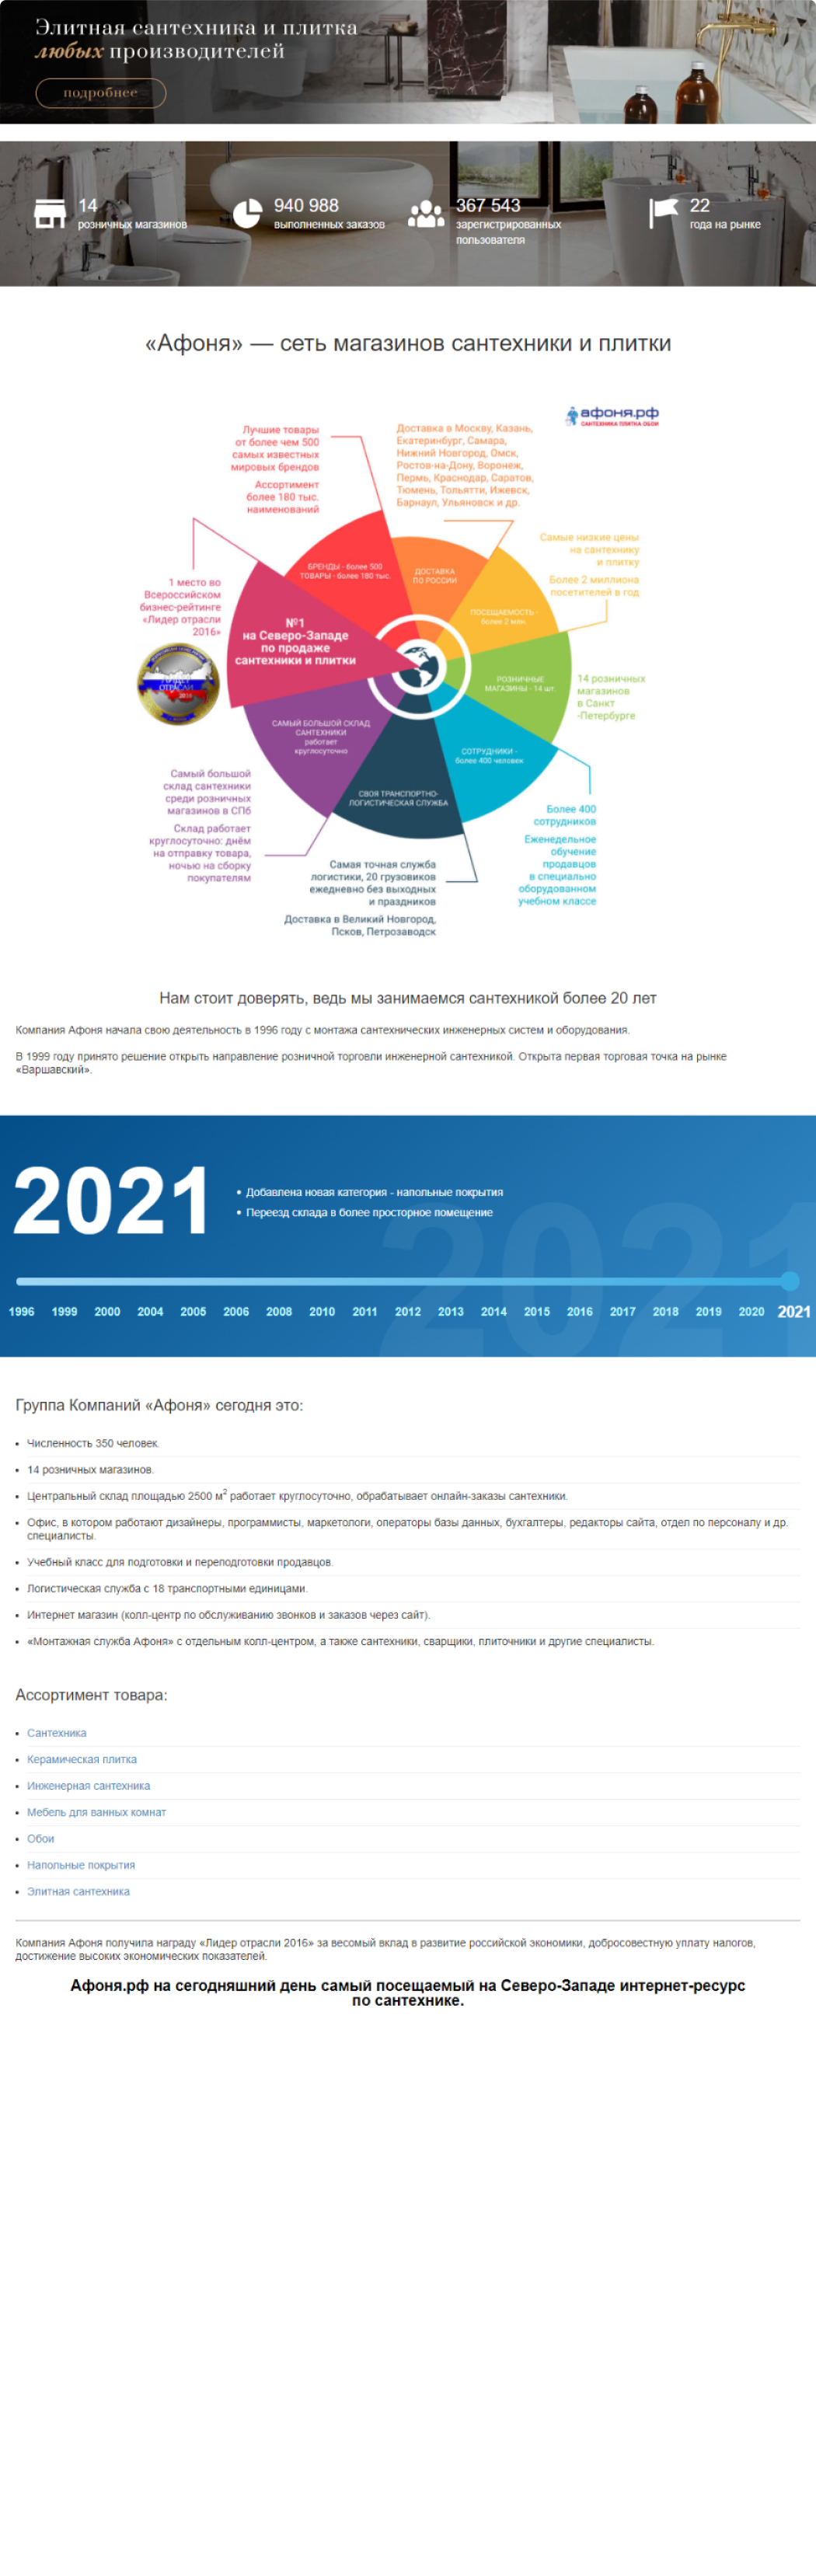 Элитная сантехника и плитка
любых производителей
подробнее
14
розничных магазинов
940 988
выполненных заказов
367 543
зарегистрированных
пользователя
22
года на рынке
«Афоня» — сеть магазинов сантехники и плитки
афоня.рф
САНТЕХНИКА ПЛИТКА ОБОИ
Лучшие товары
от более чем 500
самых известных
мировых брендов
Ассортимент
более 180 тыс.
наименований
Доставка в Москву, Казань,
Екатеринбург, Самара,
Нижний Новгород, Омск,
Ростов-на-Дону, Воронеж,
Пермь, Краснодар, Саратов,
Тюмень, Тольятти, Ижевск,
Барнаул, Ульяновск и др.
Самые низкие цены
на сантехнику
и плитку
Более 2 миллиона
посетителей в год
1 место во
Всероссийском
бизнес-рейтинге
«Лидер отрасли
2016»
БРЕНДЫ - более 500
ТОВАРЫ - более 180 тыс.
ДОСТАВКА
ПО РОССИИ
ПОСЕЩАЕМОСТЬ -
более 2 млн.
№1
на Северо-Западе
по продаже
сантехники и плитки
РОЗНИЧНЫЕ
МАГАЗИНЫ - 14 шт.
14 розничных
магазинов
в Санкт
-Петербурге
ЛИДЕР
ОТРАСЛИ
2016
САМЫЙ БОЛЬШОЙ СКЛАД
САНТЕХНИКИ
работает
круглосуточно
СОТРУДНИКИ -
более 400 человек
СВОЯ ТРАНСПОРТНО-
ЛОГИСТИЧЕСКАЯ СЛУЖБА
Самый большой
склад сантехники
среди розничных
магазинов в СПб
Склад работает
круглосуточно: днём
на отправку товара,
ночью на сборку
покупателям
Более 400
сотрудников
Еженедельное
обучение
продавцов
в специально
оборудованном
учебном классе
Самая точная служба
логистики, 20 грузовиков
ежедневно без выходных
и праздников
Доставка в Великий Новгород,
Псков, Петрозаводск
Нам стоит доверять, ведь мы занимаемся сантехникой более 20 лет
Компания Афоня начала свою деятельность в 1996 году с монтажа сантехнических инженерных систем и оборудования.
В 1999 году принято решение открыть направление розничной торговли инженерной сантехникой. Открыта первая торговая точка на рынке
«Варшавский».
2021
• Добавлена новая категория - напольные покрытия
• Переезд склада в более просторное помещение
2021
1996 1999 2000 2004 2005 2006 2008 2010 2011 2012 2013 2014 2015 2016 2017 2018 2019 2020 2021
Группа Компаний «Афоня» сегодня это:
• Численность 350 человек.
• 14 розничных магазинов.
• Центральный склад площадью 2500 м2 работает круглосуточно, обрабатывает онлайн-заказы сантехники.
• Офис, в котором работают дизайнеры, программисты, маркетологи, операторы базы данных, бухгалтеры, редакторы сайта, отдел по персоналу и др.
специалисты.
• Учебный класс для подготовки и переподготовки продавцов.
• Логистическая служба с 18 транспортными единицами.
• Интернет магазин (колл-центр по обслуживанию звонков и заказов через сайт).
• «Монтажная служба Афоня» с отдельным колл-центром, а также сантехники, сварщики, плиточники и другие специалисты.
Ассортимент товара:
• Сантехника
• Керамическая плитка
• Инженерная сантехника
• Мебель для ванных комнат
• Обои
• Напольные покрытия
• Элитная сантехника
Компания Афоня получила награду «Лидер отрасли 2016» за весомый вклад в развитие российской экономики, добросовестную уплату налогов,
достижение высоких экономических показателей.
Афоня.рф на сегодняшний день самый посещаемый на Северо-Западе интернет-ресурс
по сантехнике.